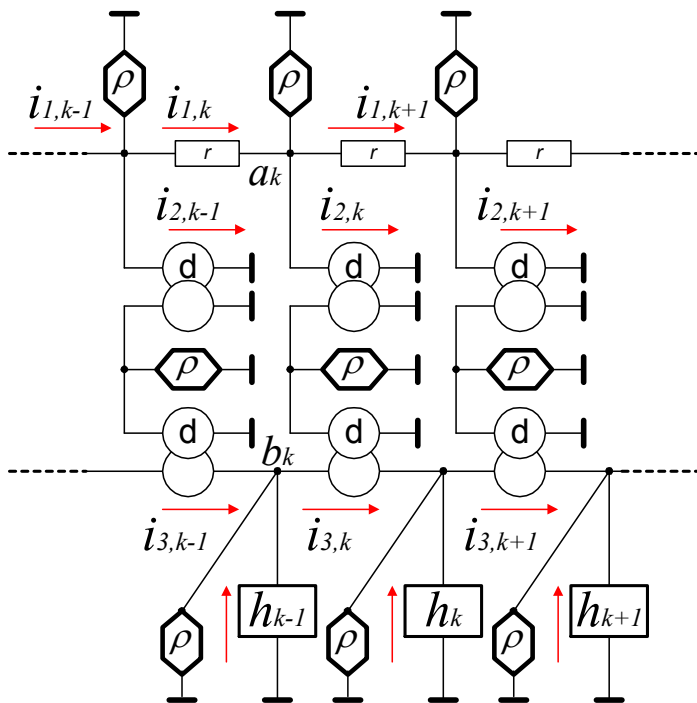 ρ ρ ρ
i1,k-1 i1,k i1,k+1
r r r
ak
i2,k-1 i2,k i2,k+1
d d d
ρ ρ ρ
d d d
bk
i3,k-1 i3,k i3,k+1
hk-1 hk hk+1
ρ ρ ρ